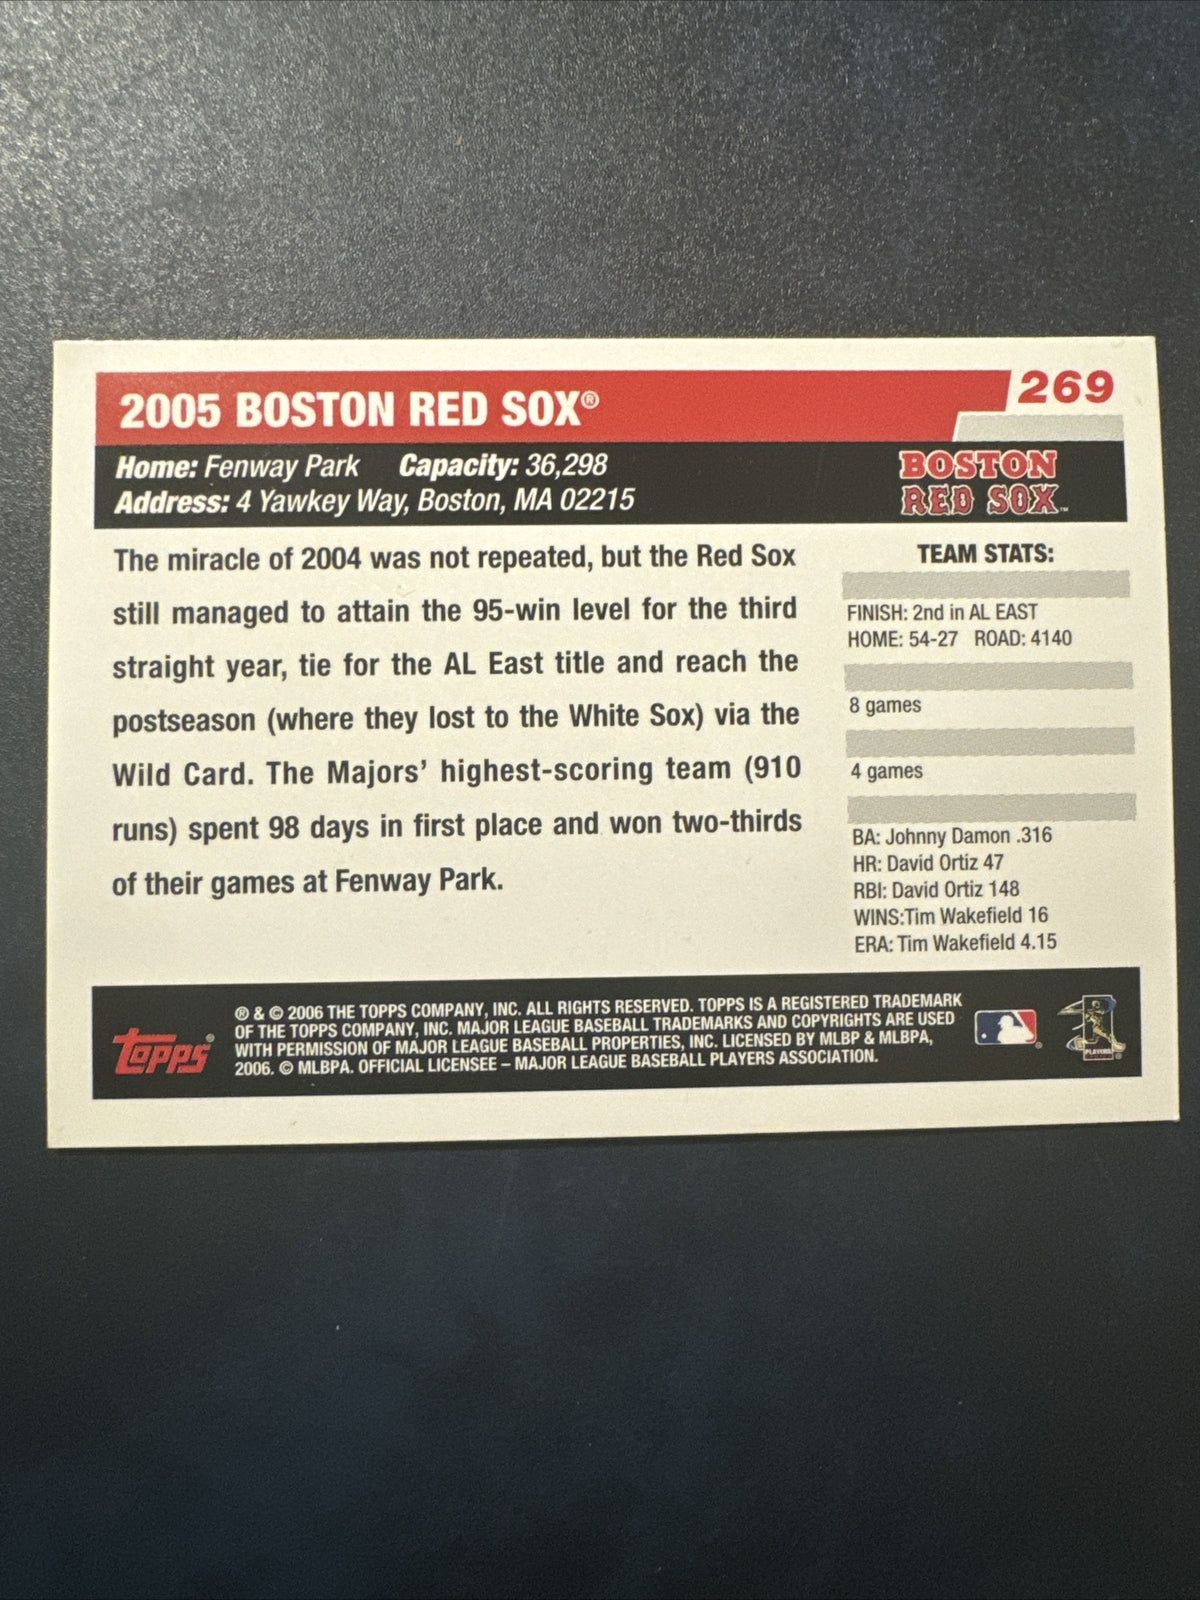 2005 BOSTON RED SOX®
269
Home: Fenway Park Capacity: 36,298
Address: 4 Yawkey Way, Boston, MA 02215
BOSTON
RED SOX™
The miracle of 2004 was not repeated, but the Red Sox
still managed to attain the 95-win level for the third
straight year, tie for the AL East title and reach the
postseason (where they lost to the White Sox) via the
Wild Card. The Majors' highest-scoring team (910
runs) spent 98 days in first place and won two-thirds
of their games at Fenway Park.
TEAM STATS:
FINISH: 2nd in AL EAST
HOME: 54-27 ROAD: 4140
8 games
4 games
BA: Johnny Damon .316
HR: David Ortiz 47
RBI: David Ortiz 148
WINS:Tim Wakefield 16
ERA: Tim Wakefield 4.15
Topps®
® & © 2006 THE TOPPS COMPANY, INC. ALL RIGHTS RESERVED. TOPPS IS A REGISTERED TRADEMARK
OF THE TOPPS COMPANY, INC. MAJOR LEAGUE BASEBALL TRADEMARKS AND COPYRIGHTS ARE USED
WITH PERMISSION OF MAJOR LEAGUE BASEBALL PROPERTIES, INC. LICENSED BY MLBP & MLBPA,
2006. © MLBPA. OFFICIAL LICENSEE – MAJOR LEAGUE BASEBALL PLAYERS ASSOCIATION.
PLAYERS